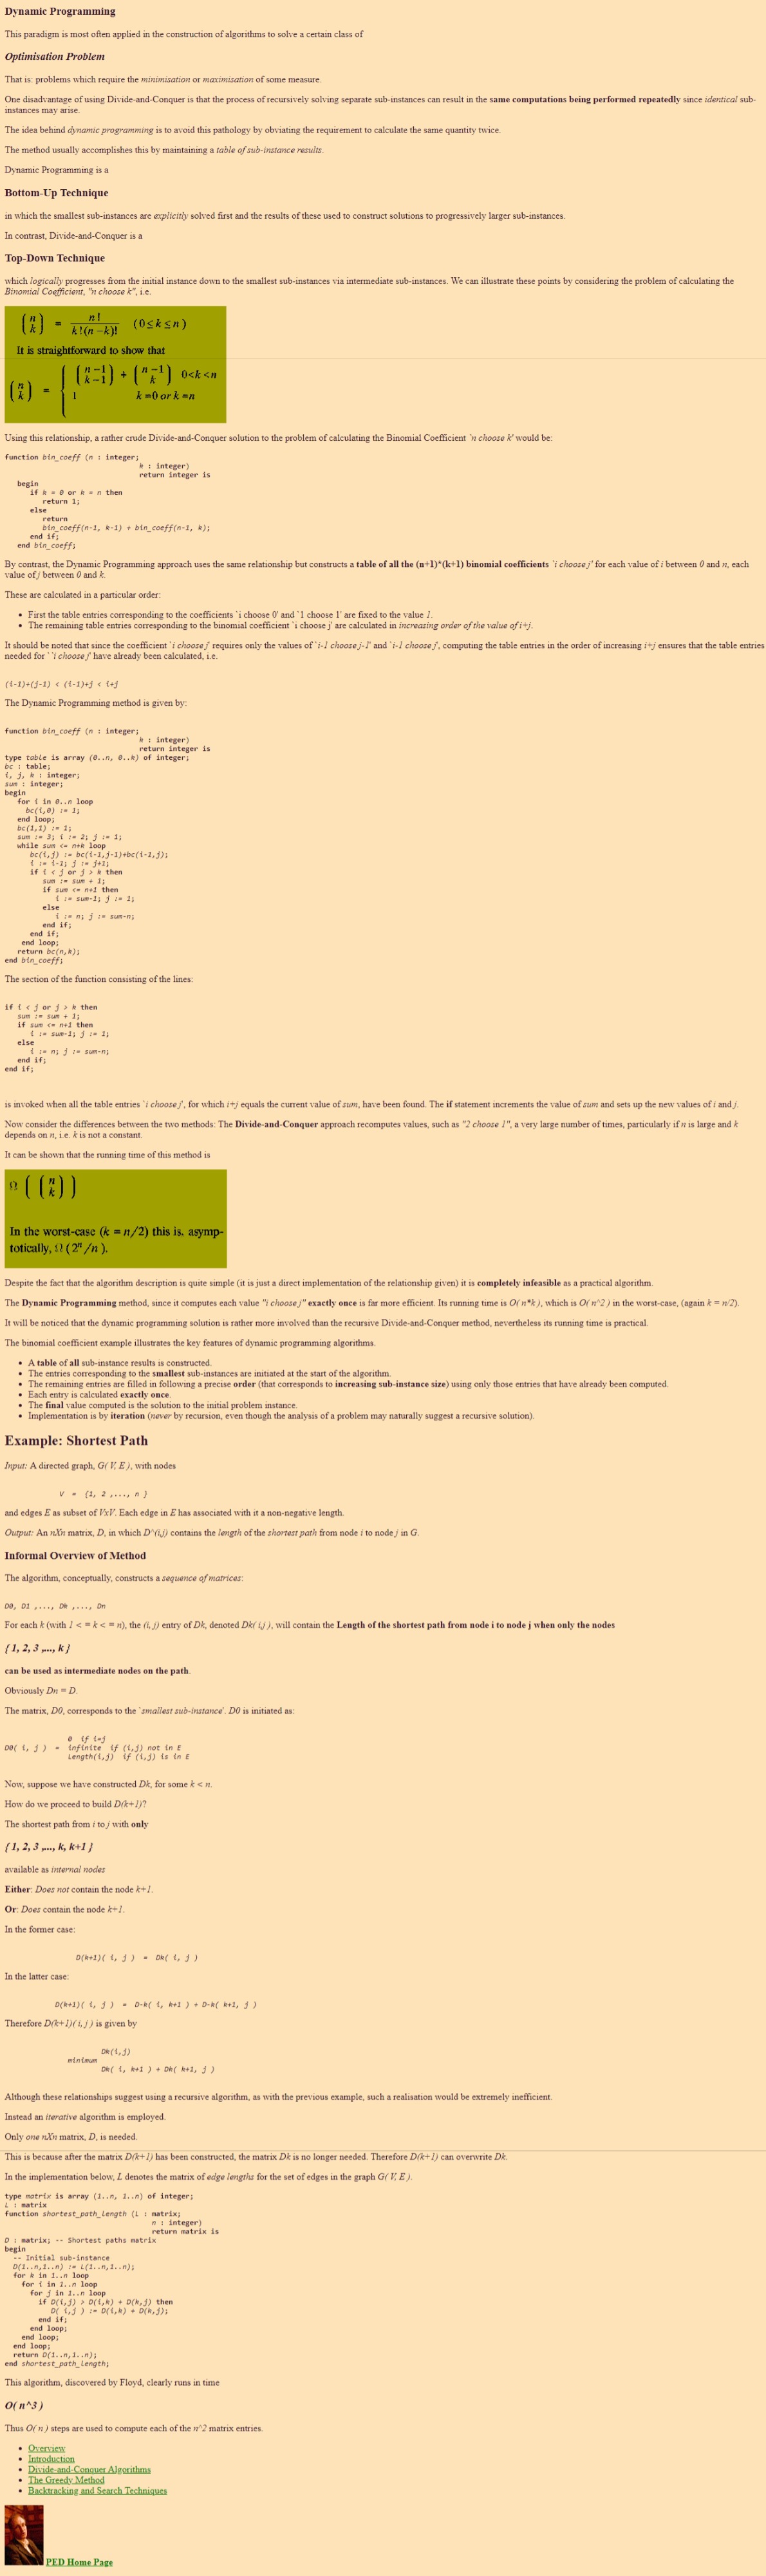 Dynamic Programming
This paradigm is most often applied in the construction of algorithms to solve a certain class of
Optimisation Problem
That is: problems which require the minimisation or maximisation of some measure.
One disadvantage of using Divide-and-Conquer is that the process of recursively solving separate sub-instances can result in the same computations being performed repeatedly since identical sub-
instances may arise.
The idea behind dynamic programming is to avoid this pathology by obviating the requirement to calculate the same quantity twice.
The method usually accomplishes this by maintaining a table of sub-instance results.
Dynamic Programming is a
Bottom-Up Technique
in which the smallest sub-instances are explicitly solved first and the results of these used to construct solutions to progressively larger sub-instances.
In contrast, Divide-and-Conquer is a
Top-Down Technique
which logically progresses from the initial instance down to the smallest sub-instances via intermediate sub-instances. We can illustrate these points by considering the problem of calculating the
Binomial Coefficient, "n choose k", i.e.
(n k) = n! / k!(n−k)! (0≤k≤n)
It is straightforward to show that
(n k) = { (n−1 k−1) + (n−1 k) 0<k<n
1 k=0 or k=n
Using this relationship, a rather crude Divide-and-Conquer solution to the problem of calculating the Binomial Coefficient `n choose k' would be:
function bin_coeff (n : integer;
k : integer)
return integer is
begin
if k = 0 or k = n then
return 1;
else
return
bin_coeff(n-1, k-1) + bin_coeff(n-1, k);
end if;
end bin_coeff;
By contrast, the Dynamic Programming approach uses the same relationship but constructs a table of all the (n+1)*(k+1) binomial coefficients `i choose j' for each value of i between 0 and n, each
value of j between 0 and k.
These are calculated in a particular order:
• First the table entries corresponding to the coefficients `i choose 0' and `1 choose 1' are fixed to the value 1.
• The remaining table entries corresponding to the binomial coefficient `i choose j' are calculated in increasing order of the value of i+j.
It should be noted that since the coefficient `i choose j' requires only the values of `i-1 choose j-1' and `i-1 choose j', computing the table entries in the order of increasing i+j ensures that the table entries
needed for ``i choose j' have already been calculated, i.e.
(i-1)+(j-1) < (i-1)+j < i+j
The Dynamic Programming method is given by:
function bin_coeff (n : integer;
k : integer)
return integer is
type table is array (0..n, 0..k) of integer;
bc : table;
i, j, k : integer;
sum : integer;
begin
for i in 0..n loop
bc(i,0) := 1;
end loop;
bc(1,1) := 1;
sum := 3; i := 2; j := 1;
while sum <= n+k loop
bc(i,j) := bc(i-1,j-1)+bc(i-1,j);
i := i-1; j := j+1;
if i < j or j > k then
sum := sum + 1;
if sum <= n+1 then
i := sum-1; j := 1;
else
i := n; j := sum-n;
end if;
end if;
end loop;
return bc(n,k);
end bin_coeff;
The section of the function consisting of the lines:
if i < j or j > k then
sum := sum + 1;
if sum <= n+1 then
i := sum-1; j := 1;
else
i := n; j := sum-n;
end if;
end if;
is invoked when all the table entries `i choose j', for which i+j equals the current value of sum, have been found. The if statement increments the value of sum and sets up the new values of i and j.
Now consider the differences between the two methods: The Divide-and-Conquer approach recomputes values, such as "2 choose 1", a very large number of times, particularly if n is large and k
depends on n, i.e. k is not a constant.
It can be shown that the running time of this method is
Ω ( (n k) )
In the worst-case (k = n/2) this is, asymp-
totically, Ω (2^n /n ).
Despite the fact that the algorithm description is quite simple (it is just a direct implementation of the relationship given) it is completely infeasible as a practical algorithm.
The Dynamic Programming method, since it computes each value "i choose j" exactly once is far more efficient. Its running time is O( n*k ), which is O( n^2 ) in the worst-case, (again k = n/2).
It will be noticed that the dynamic programming solution is rather more involved than the recursive Divide-and-Conquer method, nevertheless its running time is practical.
The binomial coefficient example illustrates the key features of dynamic programming algorithms.
• A table of all sub-instance results is constructed.
• The entries corresponding to the smallest sub-instances are initiated at the start of the algorithm.
• The remaining entries are filled in following a precise order (that corresponds to increasing sub-instance size) using only those entries that have already been computed.
• Each entry is calculated exactly once.
• The final value computed is the solution to the initial problem instance.
• Implementation is by iteration (never by recursion, even though the analysis of a problem may naturally suggest a recursive solution).
Example: Shortest Path
Input: A directed graph, G( V, E ), with nodes
V = {1, 2 ,..., n }
and edges E as subset of VxV. Each edge in E has associated with it a non-negative length.
Output: An nXn matrix, D, in which D^(i,j) contains the length of the shortest path from node i to node j in G.
Informal Overview of Method
The algorithm, conceptually, constructs a sequence of matrices:
D0, D1 ,..., Dk ,..., Dn
For each k (with 1 < = k < = n), the (i, j) entry of Dk, denoted Dk( i,j ), will contain the Length of the shortest path from node i to node j when only the nodes
{ 1, 2, 3 ,..., k }
can be used as intermediate nodes on the path.
Obviously Dn = D.
The matrix, D0, corresponds to the `smallest sub-instance'. D0 is initiated as:
0 if i=j
D0( i, j ) = infinite if (i,j) not in E
Length(i,j) if (i,j) is in E
Now, suppose we have constructed Dk, for some k < n.
How do we proceed to build D(k+1)?
The shortest path from i to j with only
{ 1, 2, 3 ,..., k, k+1 }
available as internal nodes
Either: Does not contain the node k+1.
Or: Does contain the node k+1.
In the former case:
D(k+1)( i, j ) = Dk( i, j )
In the latter case:
D(k+1)( i, j ) = D-k( i, k+1 ) + D-k( k+1, j )
Therefore D(k+1)( i, j ) is given by
Dk(i,j)
minimum
Dk( i, k+1 ) + Dk( k+1, j )
Although these relationships suggest using a recursive algorithm, as with the previous example, such a realisation would be extremely inefficient.
Instead an iterative algorithm is employed.
Only one nXn matrix, D, is needed.
This is because after the matrix D(k+1) has been constructed, the matrix Dk is no longer needed. Therefore D(k+1) can overwrite Dk.
In the implementation below, L denotes the matrix of edge lengths for the set of edges in the graph G( V, E ).
type matrix is array (1..n, 1..n) of integer;
L : matrix
function shortest_path_length (L : matrix;
n : integer)
return matrix is
D : matrix; -- Shortest paths matrix
begin
-- Initial sub-instance
D(1..n,1..n) := L(1..n,1..n);
for k in 1..n loop
for i in 1..n loop
for j in 1..n loop
if D(i,j) > D(i,k) + D(k,j) then
D( i,j ) := D(i,k) + D(k,j);
end if;
end loop;
end loop;
end loop;
return D(1..n,1..n);
end shortest_path_length;
This algorithm, discovered by Floyd, clearly runs in time
O( n^3 )
Thus O( n ) steps are used to compute each of the n^2 matrix entries.
• Overview
• Introduction
• Divide-and-Conquer Algorithms
• The Greedy Method
• Backtracking and Search Techniques
PED Home Page